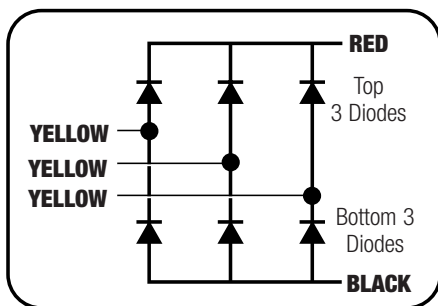 RED
Top
3 Diodes
YELLOW
YELLOW
YELLOW
Bottom 3
Diodes
BLACK